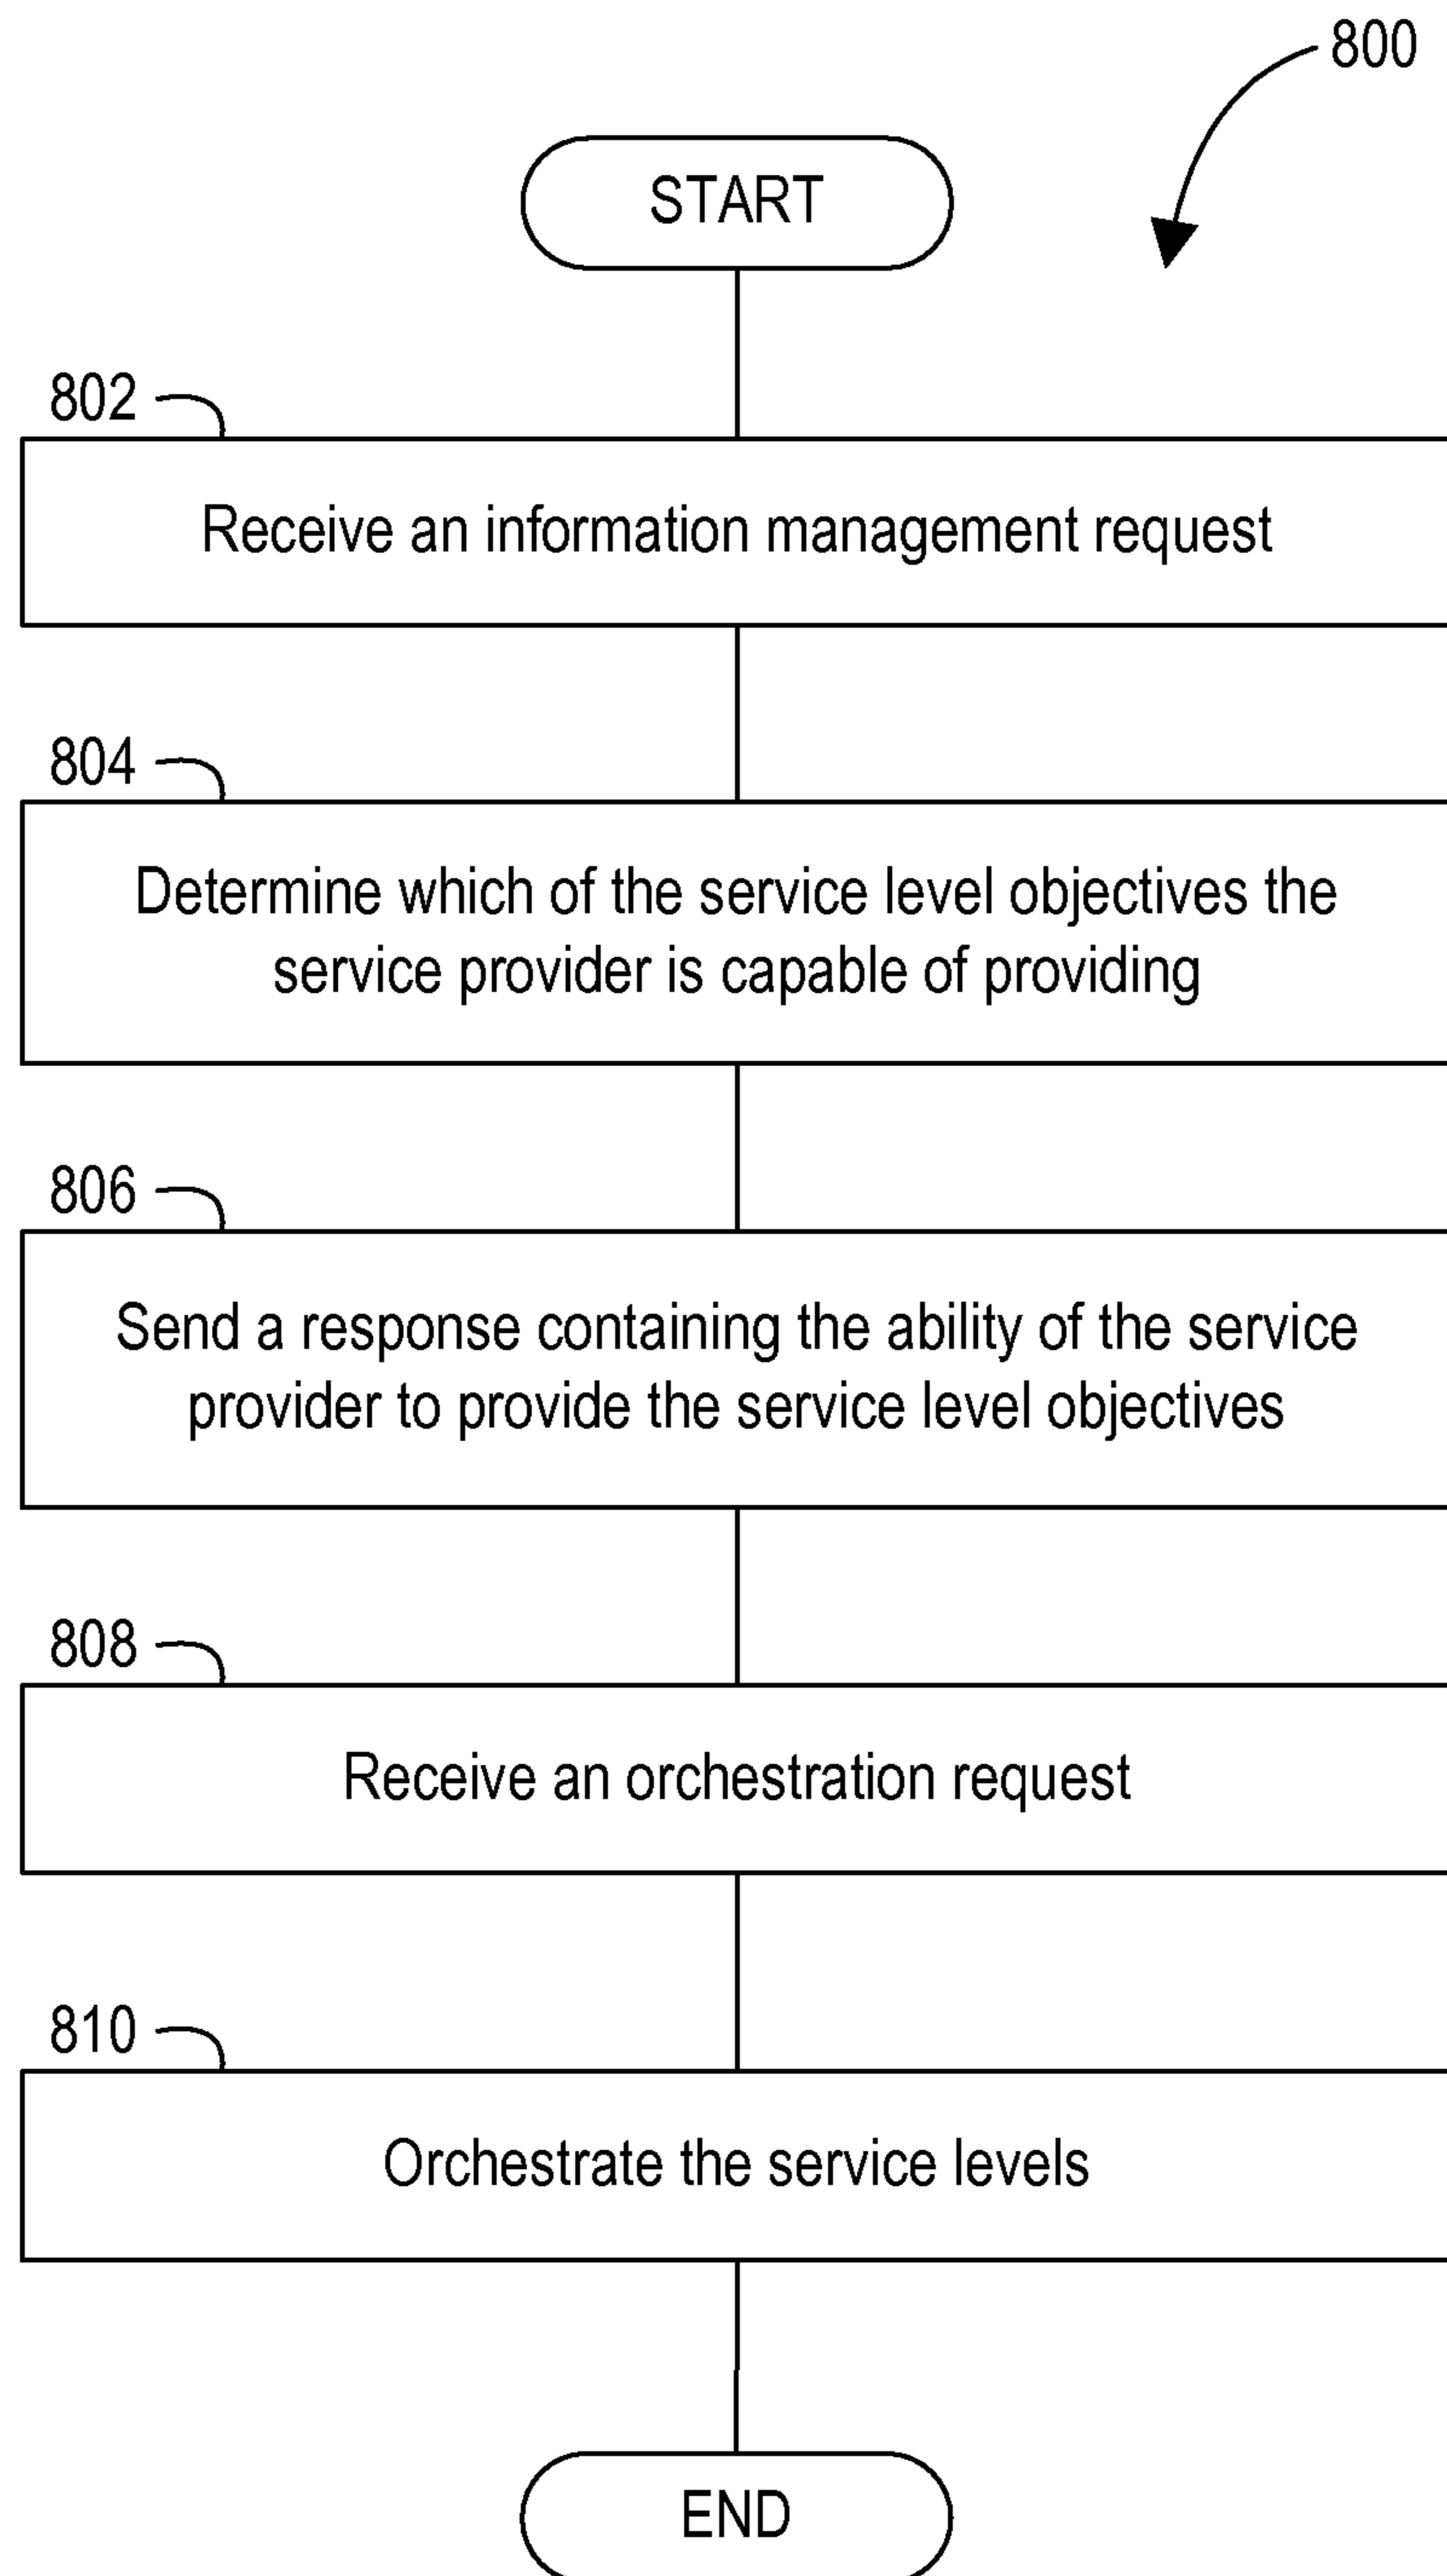 800
START
802
Receive an information management request
804
Determine which of the service level objectives the
service provider is capable of providing
806
Send a response containing the ability of the service
provider to provide the service level objectives
808
Receive an orchestration request
810
Orchestrate the service levels
END